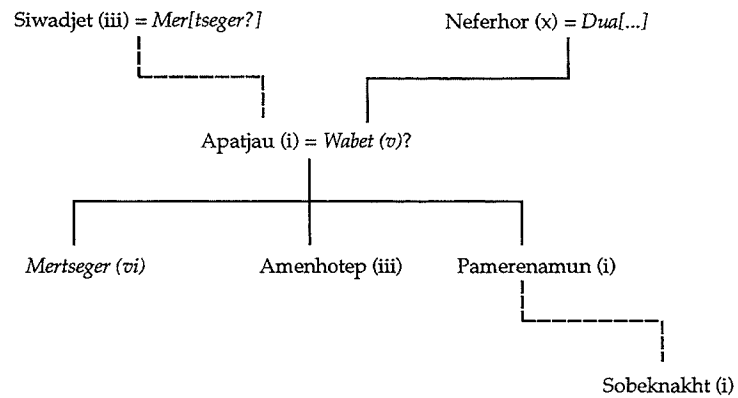 Siwadjet (iii) = Mer[tseger?] Neferhor (x) = Dua[...]
Apatjau (i) = Wabet (v)?
Mertseger (vi) Amenhotep (iii) Pamerenamun (i)
Sobeknakht (i)